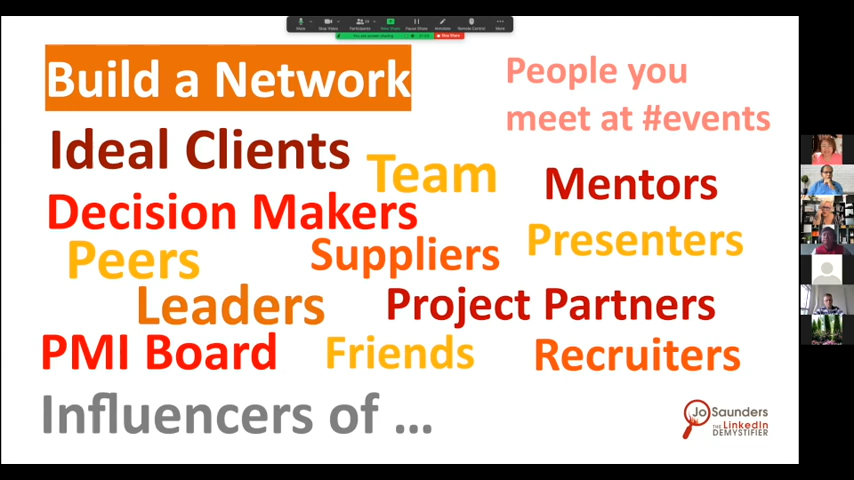 Build a Network
People you
meet at #events
Ideal Clients
Team
Mentors
Decision Makers
Presenters
Peers
Suppliers
Leaders
Project Partners
PMI Board
Friends
Recruiters
Influencers of ...
Jo Saunders
THE LinkedIn
DEMYSTIFIER